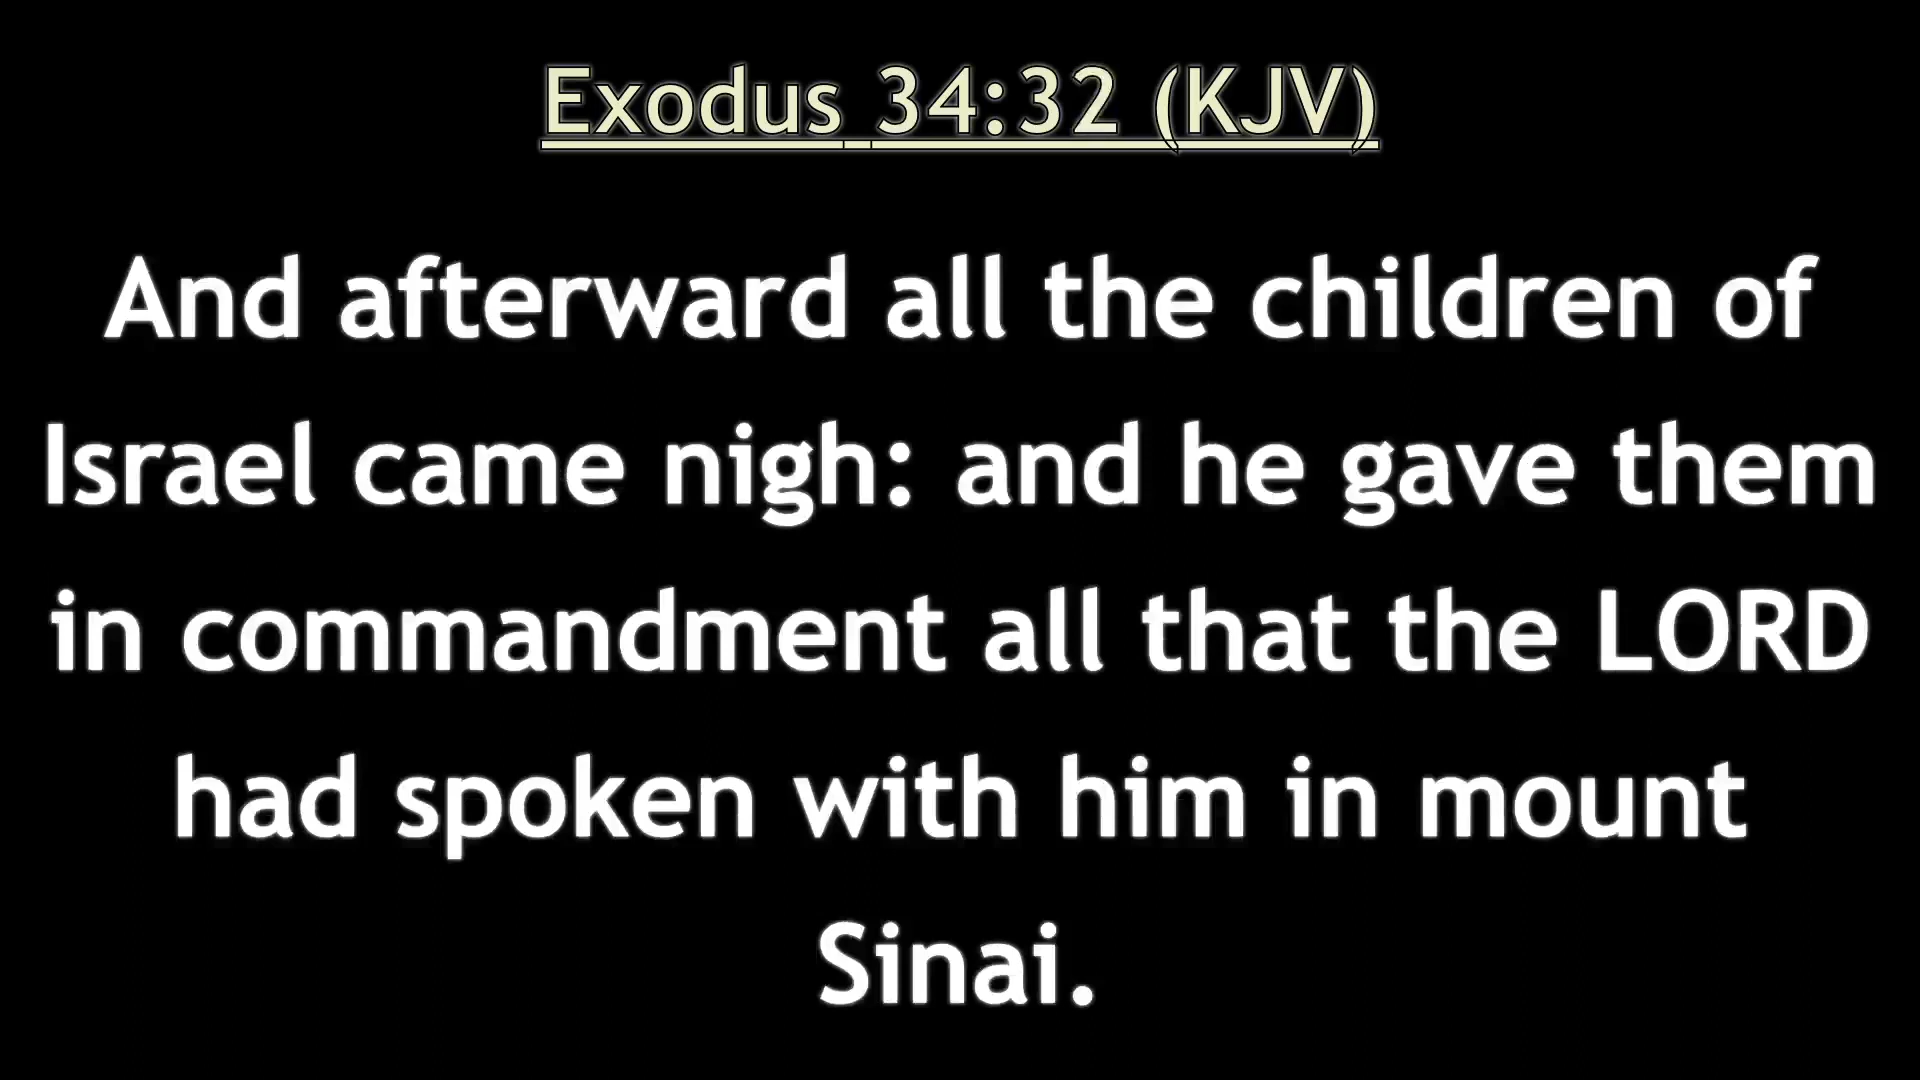 Exodus 34:32 (KJV)
And afterward all the children of
Israel came nigh: and he gave them
in commandment all that the LORD
had spoken with him in mount
Sinai.